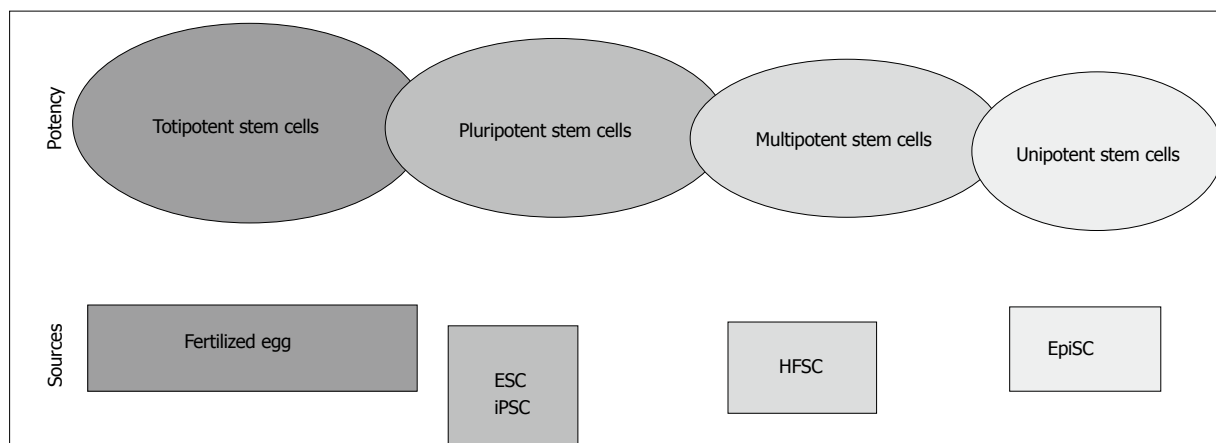 Potency
Totipotent stem cells
Pluripotent stem cells
Multipotent stem cells
Unipotent stem cells
Sources
Fertilized egg
ESC
iPSC
HFSC
EpiSC